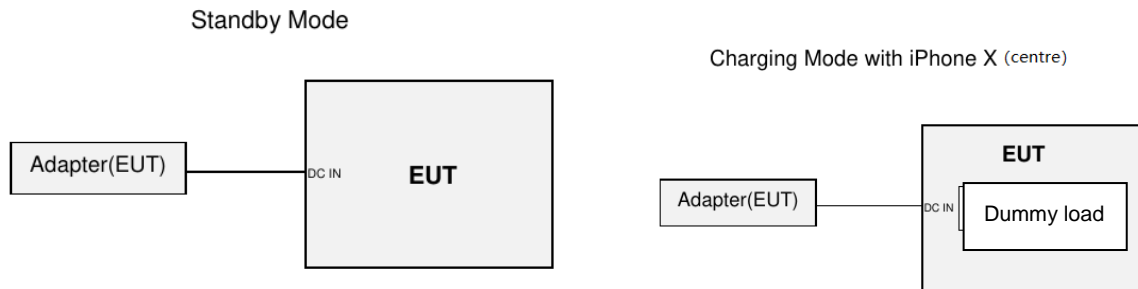 Standby Mode
Adapter(EUT)
DC IN
EUT
Charging Mode with iPhone X (centre)
EUT
Adapter(EUT)
DC IN
Dummy load